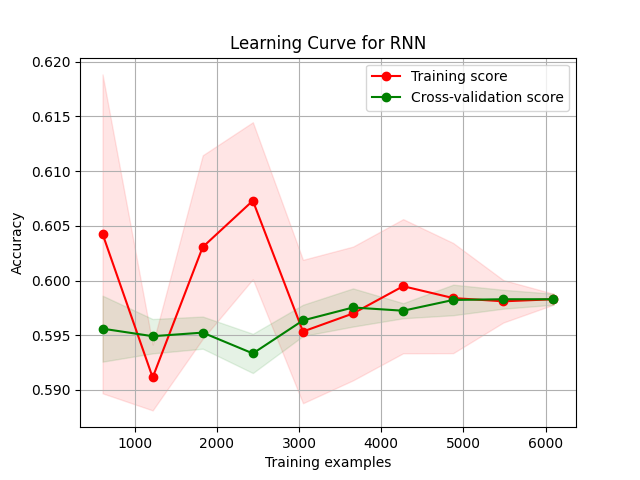 Learning Curve for RNN
Training score
Cross-validation score
0.620
0.615
0.610
0.605
0.600
0.595
0.590
Accuracy
1000 2000 3000 4000 5000 6000
Training examples